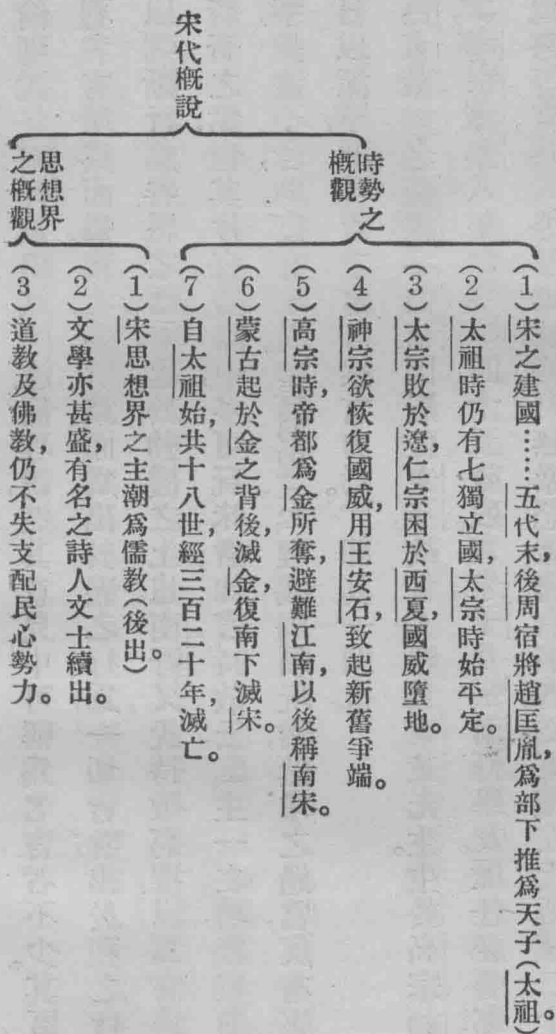 宋代概說
時勢之
概觀
(1)宋之建國……五代末,後周宿將趙匡胤,爲部下推爲天子(太祖)。
(2)太祖時仍有七獨立國,太宗時始平定。
(3)太宗敗於遼,仁宗困於西夏,國威墮地。
(4)神宗欲恢復國威,用王安石,致起新舊爭端。
(5)高宗時,帝都爲金所奪,避難江南,以後稱南宋。
(6)蒙古起於金之背後,滅金,復南下滅宋。
(7)自太祖始,共十八世,經三百二十年,滅亡。
思想界
之概觀
(1)宋思想界之主潮爲儒教(後出)。
(2)文學亦甚盛,有名之詩人文士續出。
(3)道教及佛教,仍不失支配民心勢力。